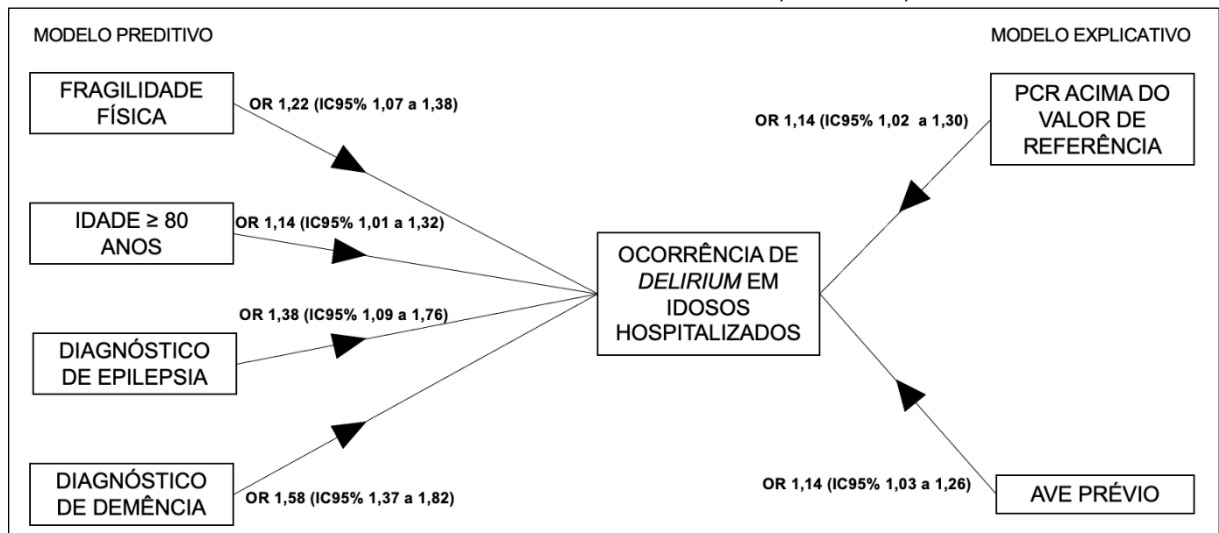 MODELO PREDITIVO
MODELO EXPLICATIVO
FRAGILIDADE
FÍSICA
OR 1,22 (IC95% 1,07 a 1,38)
PCR ACIMA DO
VALOR DE
REFERÊNCIA
OR 1,14 (IC95% 1,02 a 1,30)
IDADE ≥ 80
ANOS
OR 1,14 (IC95% 1,01 a 1,32)
OCORRÊNCIA DE
DELIRIUM EM
IDOSOS
HOSPITALIZADOS
OR 1,38 (IC95% 1,09 a 1,76)
DIAGNÓSTICO
DE EPILEPSIA
DIAGNÓSTICO
DE DEMÊNCIA
OR 1,58 (IC95% 1,37 a 1,82)
OR 1,14 (IC95% 1,03 a 1,26)
AVE PRÉVIO